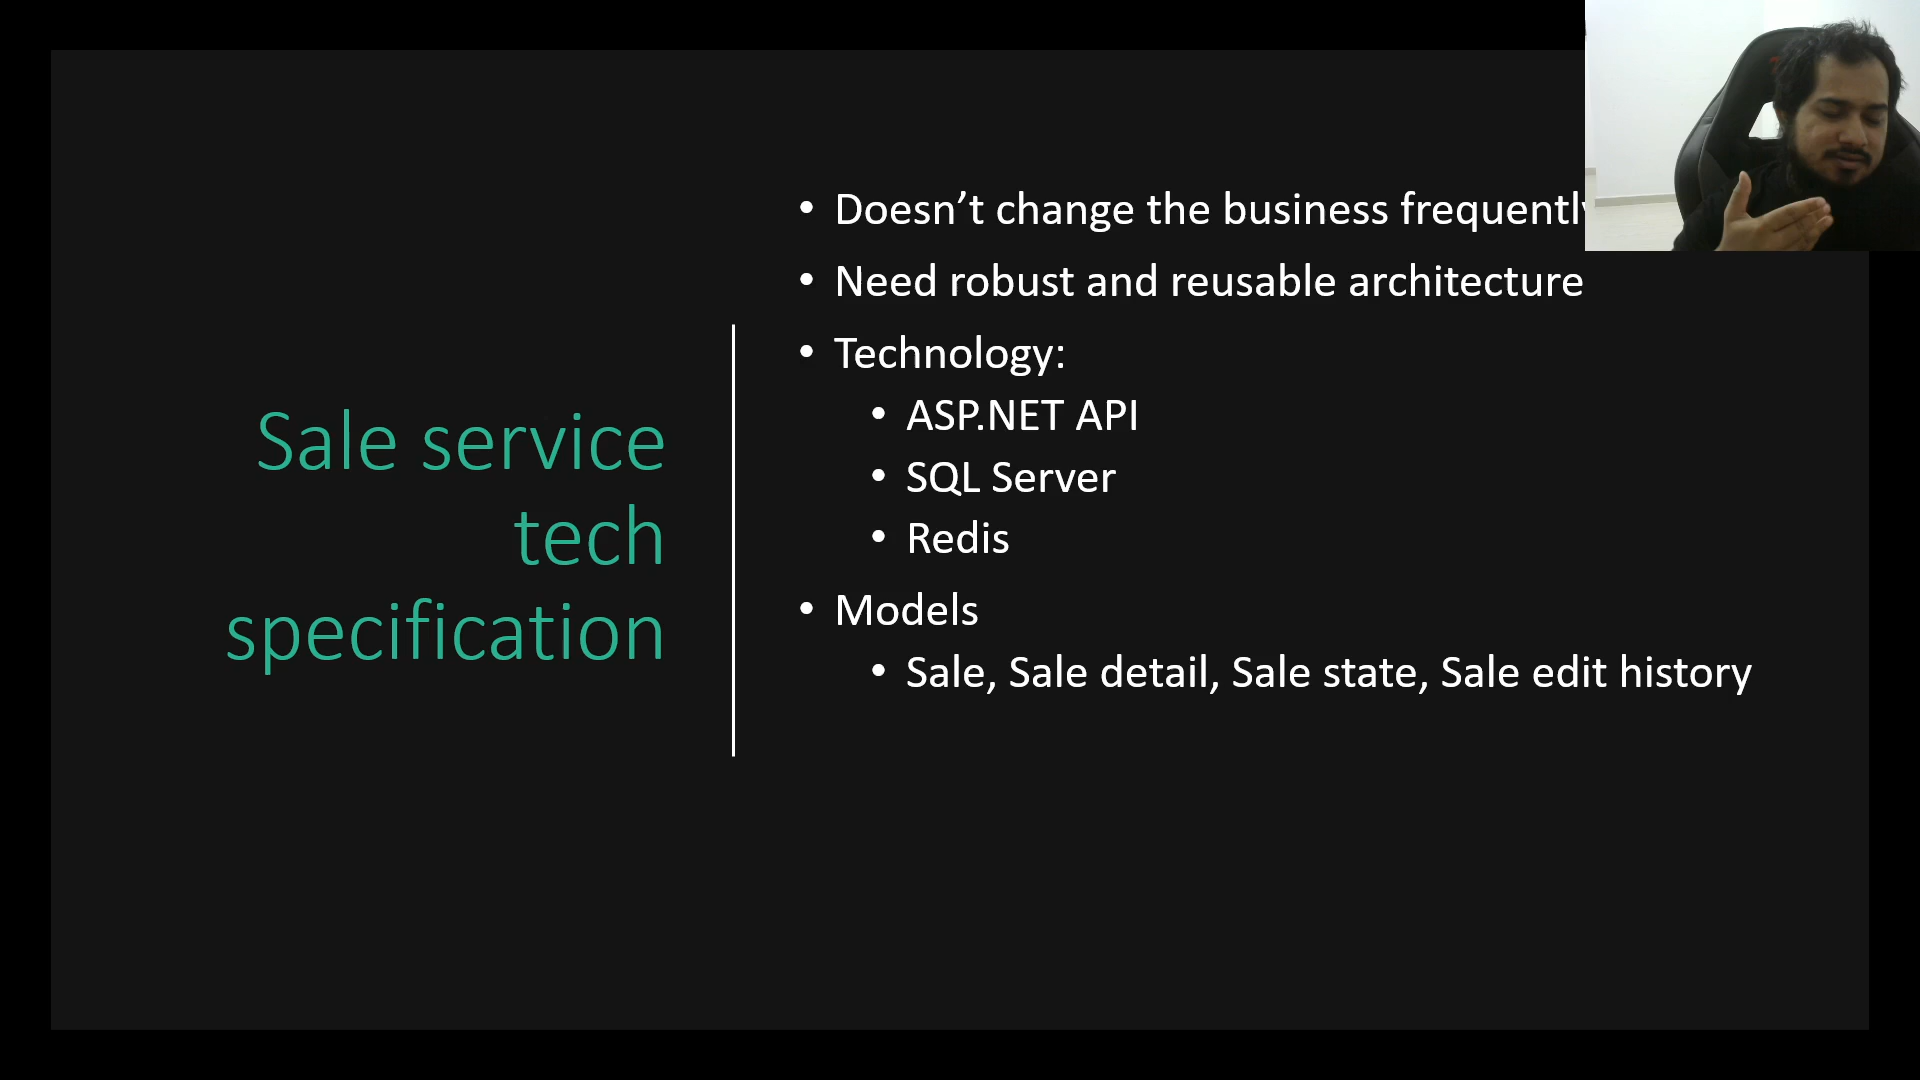 Sale service
tech
specification
• Doesn’t change the business frequently
• Need robust and reusable architecture
• Technology:
• ASP.NET API
• SQL Server
• Redis
• Models
• Sale, Sale detail, Sale state, Sale edit history